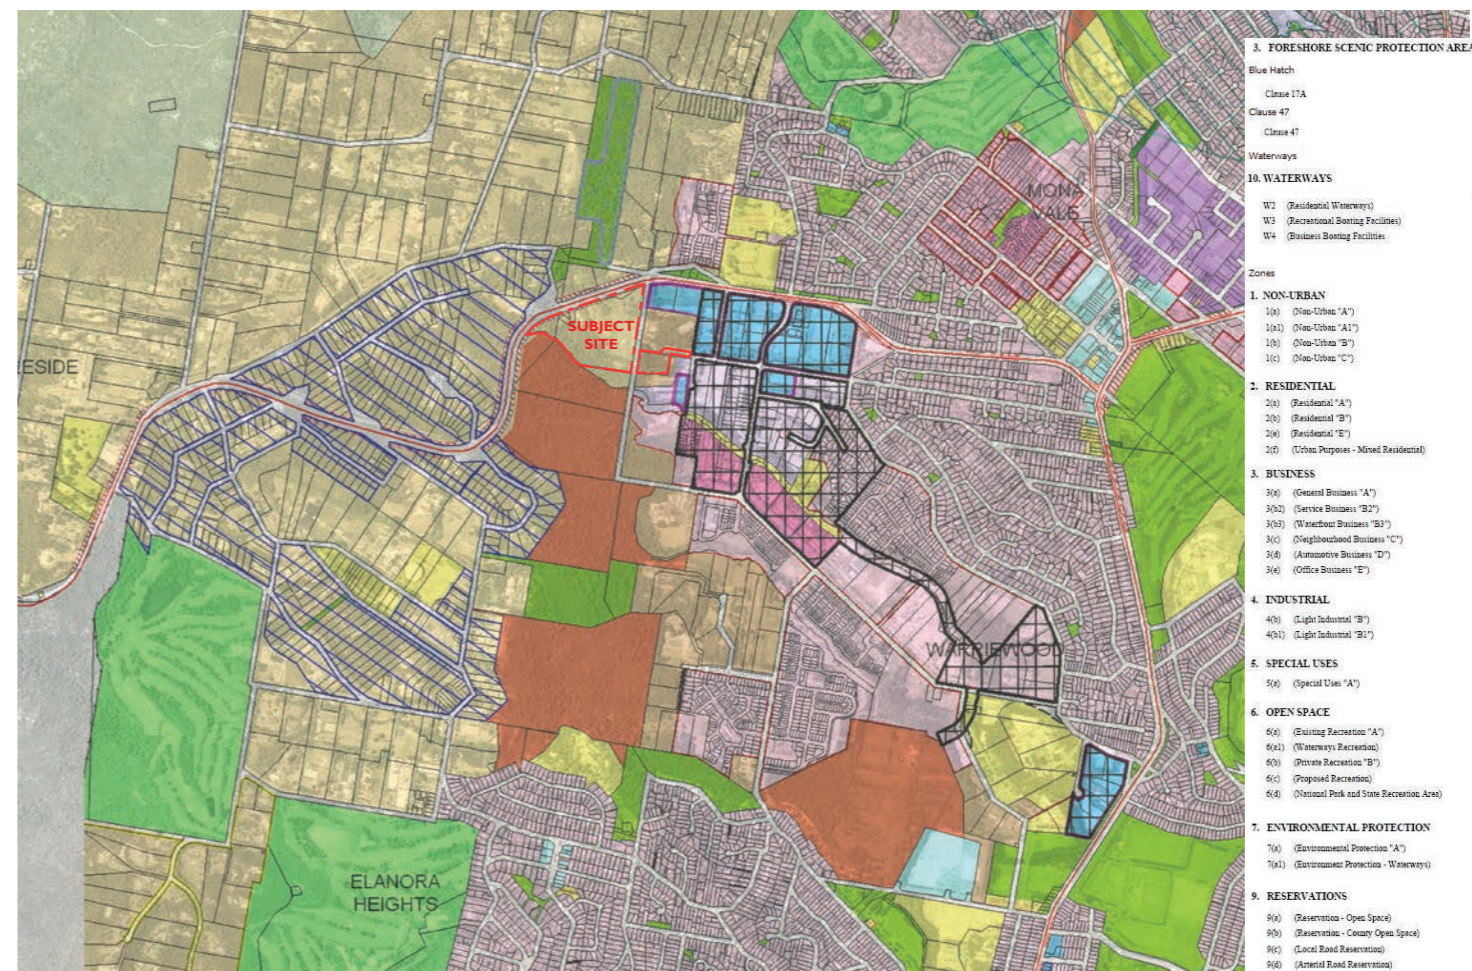 3. FORESHORE SCENIC PROTECTION AREA
Blue Hatch
Clause 17A
Clause 47
Clause 47
Waterways
10. WATERWAYS
W2 (Residential Waterways)
W3 (Recreational Boating Facilities)
W4 (Business Boating Facilities
Zones
1. NON-URBAN
1(a) (Non-Urban "A")
1(a1) (Non-Urban "A1")
1(b) (Non-Urban "B")
1(c) (Non-Urban "C")
2. RESIDENTIAL
2(a) (Residential "A")
2(b) (Residential "B")
2(e) (Residential "E")
2(f) (Urban Purposes - Mixed Residential)
3. BUSINESS
3(a) (General Business "A")
3(b2) (Service Business "B2")
3(b3) (Waterfront Business "B3")
3(c) (Neighbourhood Business "C")
3(d) (Automotive Business "D")
3(e) (Office Business "E")
4. INDUSTRIAL
4(b) (Light Industrial "B")
4(b1) (Light Industrial "B1")
5. SPECIAL USES
5(a) (Special Uses "A")
6. OPEN SPACE
6(a) (Existing Recreation "A")
6(a1) (Waterways Recreation)
6(b) (Private Recreation "B")
6(c) (Proposed Recreation)
6(d) (National Park and State Recreation Area)
7. ENVIRONMENTAL PROTECTION
7(a) (Environmental Protection "A")
7(a1) (Environment Protection - Waterways)
9. RESERVATIONS
9(a) (Reservation - Open Space)
9(b) (Reservation - County Open Space)
9(c) (Local Road Reservation)
9(d) (Arterial Road Reservation)
MONA
VALE
SUBJECT
SITE
ESIDE
WARRIEWOOD
ELANORA
HEIGHTS